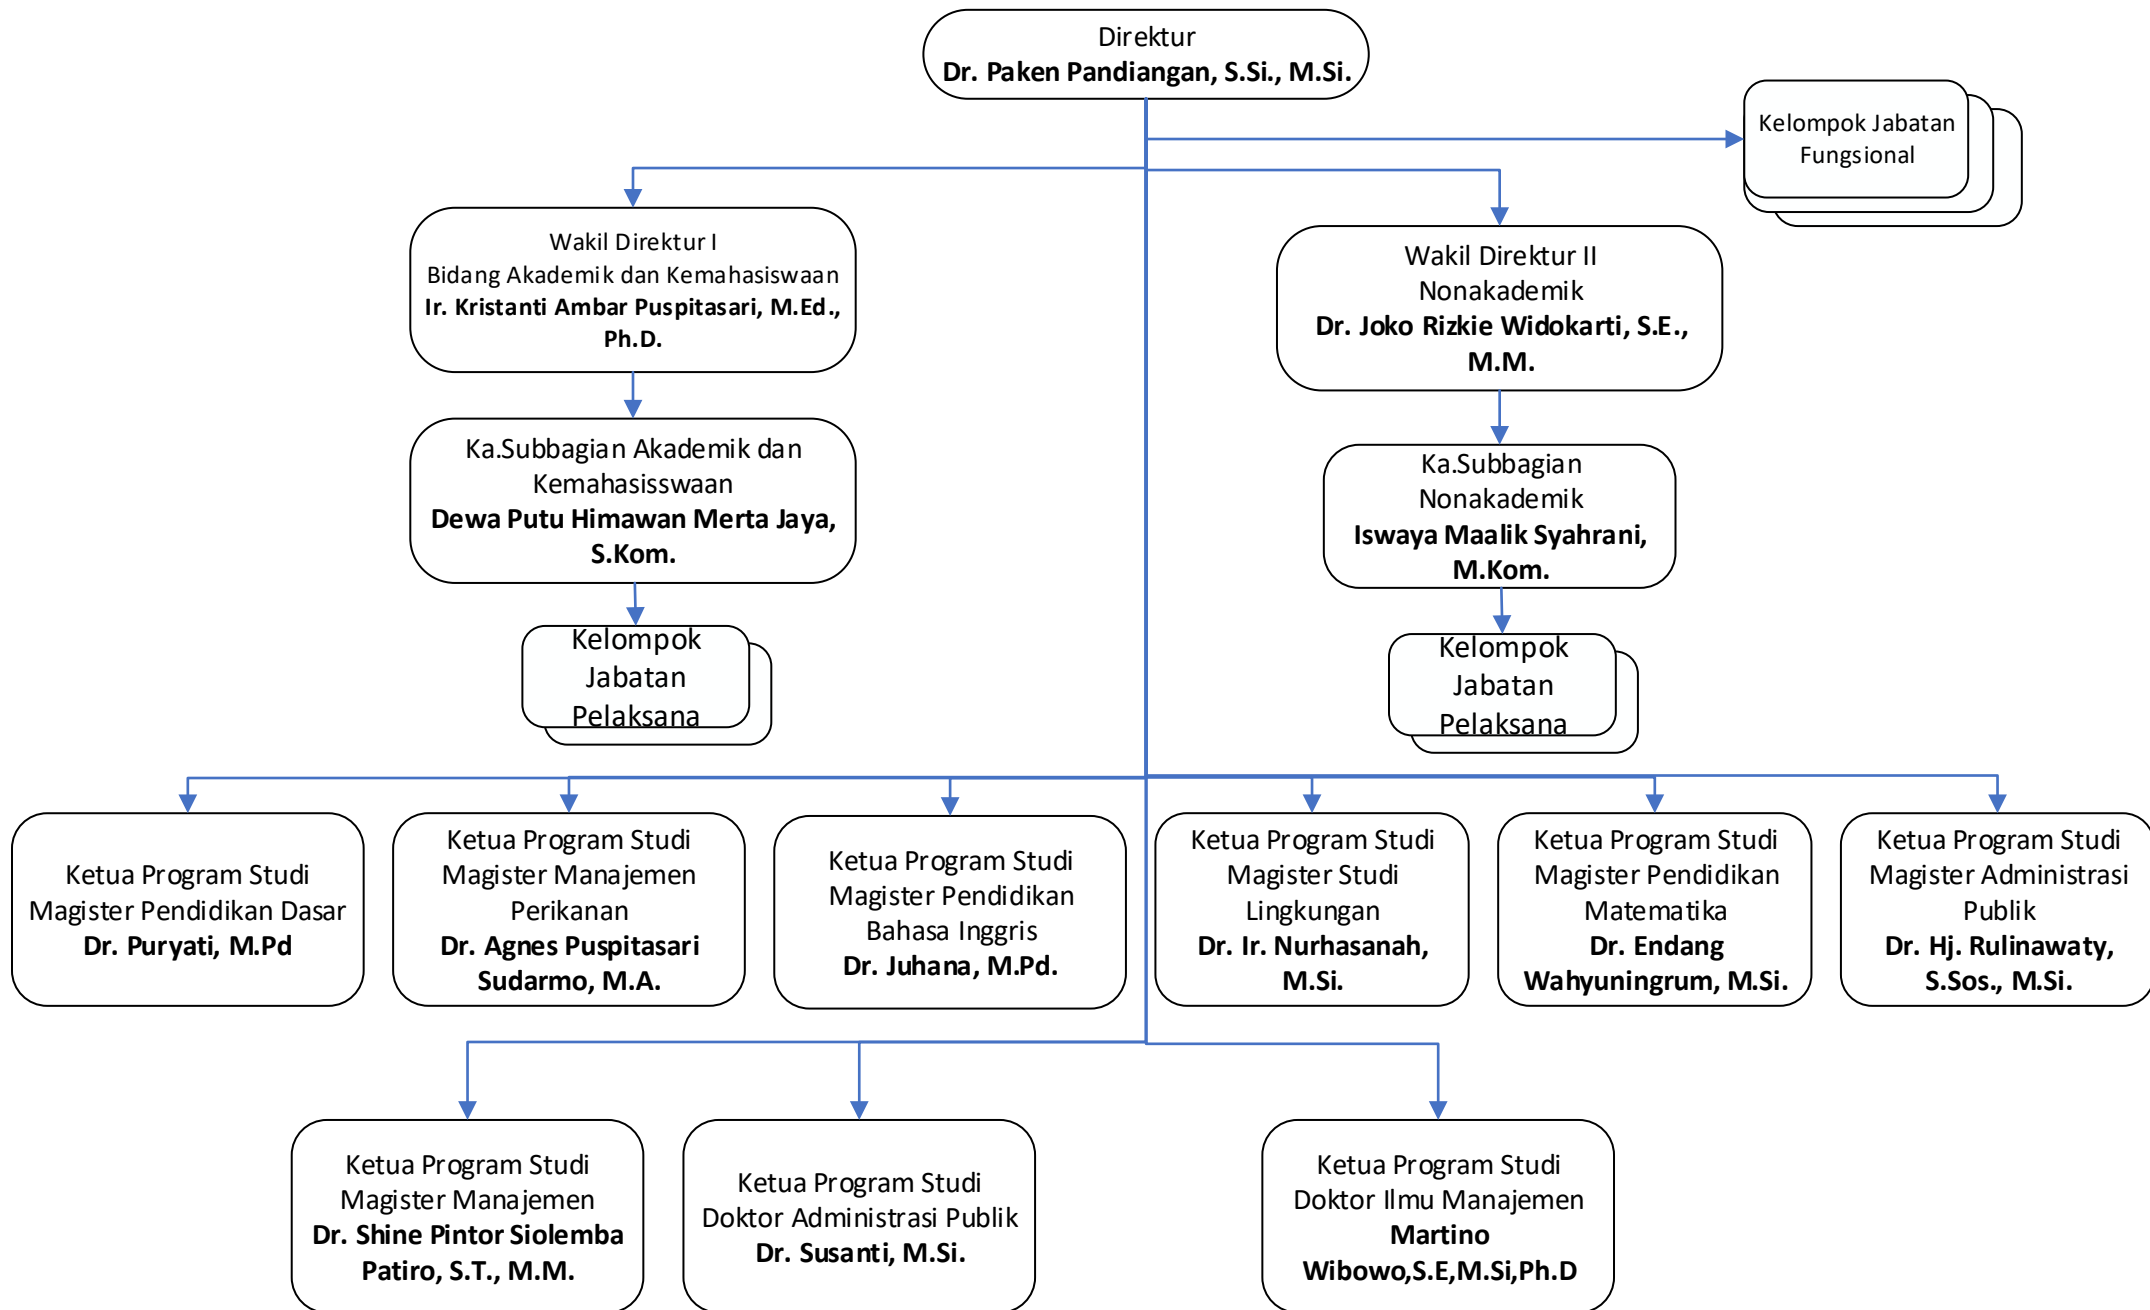 Direktur
Dr. Paken Pandiangan, S.Si., M.Si.
Kelompok Jabatan
Fungsional
Wakil Direktur I
Bidang Akademik dan Kemahasiswaan
Ir. Kristanti Ambar Puspitasari, M.Ed.,
Ph.D.
Wakil Direktur II
Nonakademik
Dr. Joko Rizkie Widokarti, S.E.,
M.M.
Ka.Subbagian Akademik dan
Kemahasisswaan
Dewa Putu Himawan Merta Jaya,
S.Kom.
Ka.Subbagian
Nonakademik
Iswaya Maalik Syahrani,
M.Kom.
Kelompok
Jabatan
Pelaksana
Kelompok
Jabatan
Pelaksana
Ketua Program Studi
Magister Pendidikan Dasar
Dr. Puryati, M.Pd
Ketua Program Studi
Magister Manajemen
Perikanan
Dr. Agnes Puspitasari
Sudarmo, M.A.
Ketua Program Studi
Magister Pendidikan
Bahasa Inggris
Dr. Juhana, M.Pd.
Ketua Program Studi
Magister Studi
Lingkungan
Dr. Ir. Nurhasanah,
M.Si.
Ketua Program Studi
Magister Pendidikan
Matematika
Dr. Endang
Wahyuningrum, M.Si.
Ketua Program Studi
Magister Administrasi
Publik
Dr. Hj. Rulinawaty,
S.Sos., M.Si.
Ketua Program Studi
Magister Manajemen
Dr. Shine Pintor Siolemba
Patiro, S.T., M.M.
Ketua Program Studi
Doktor Administrasi Publik
Dr. Susanti, M.Si.
Ketua Program Studi
Doktor Ilmu Manajemen
Martino
Wibowo,S.E,M.Si,Ph.D